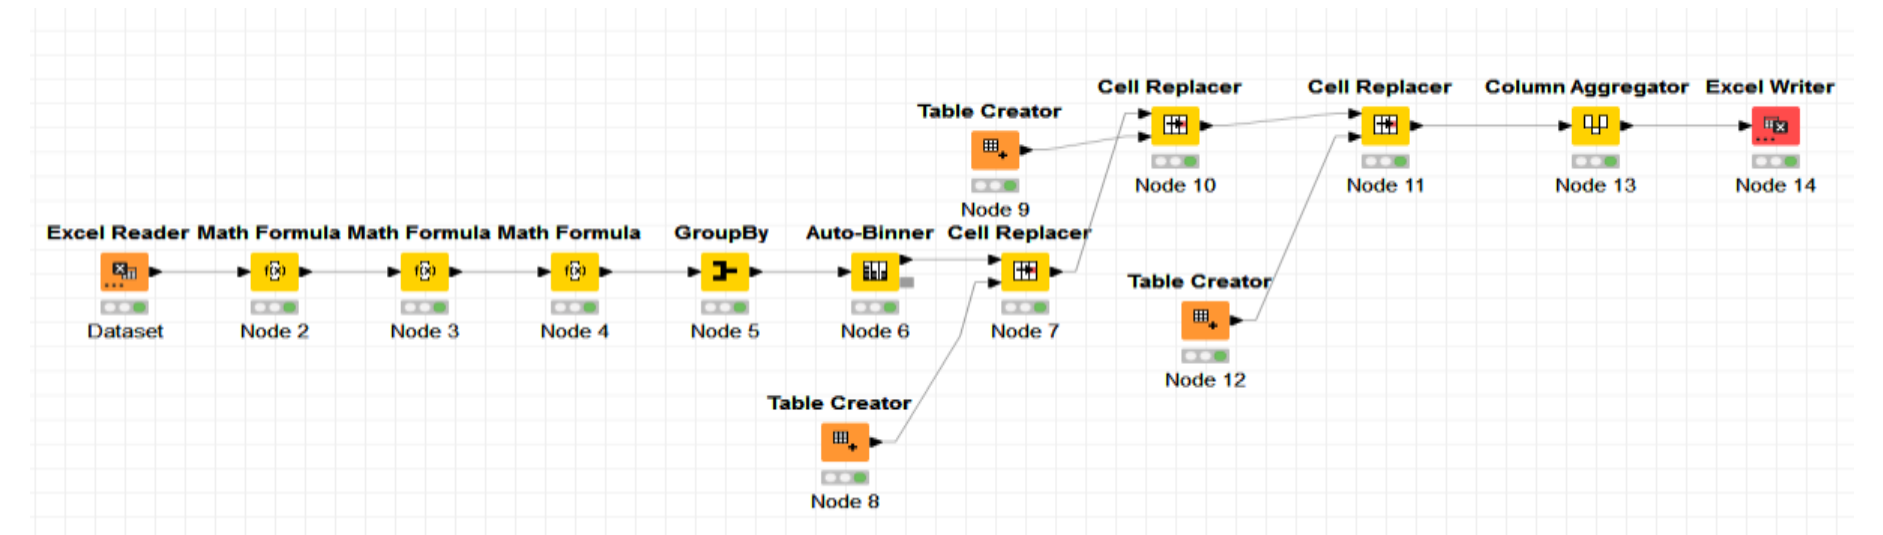 Cell Replacer
Cell Replacer
Column Aggregator
Excel Writer
Table Creator
Node 10
Node 11
Node 13
Node 14
Node 9
Excel Reader
Math Formula
Math Formula
Math Formula
GroupBy
Auto-Binner
Cell Replacer
Table Creator
Dataset
Node 2
Node 3
Node 4
Node 5
Node 6
Node 7
Node 12
Table Creator
Node 8